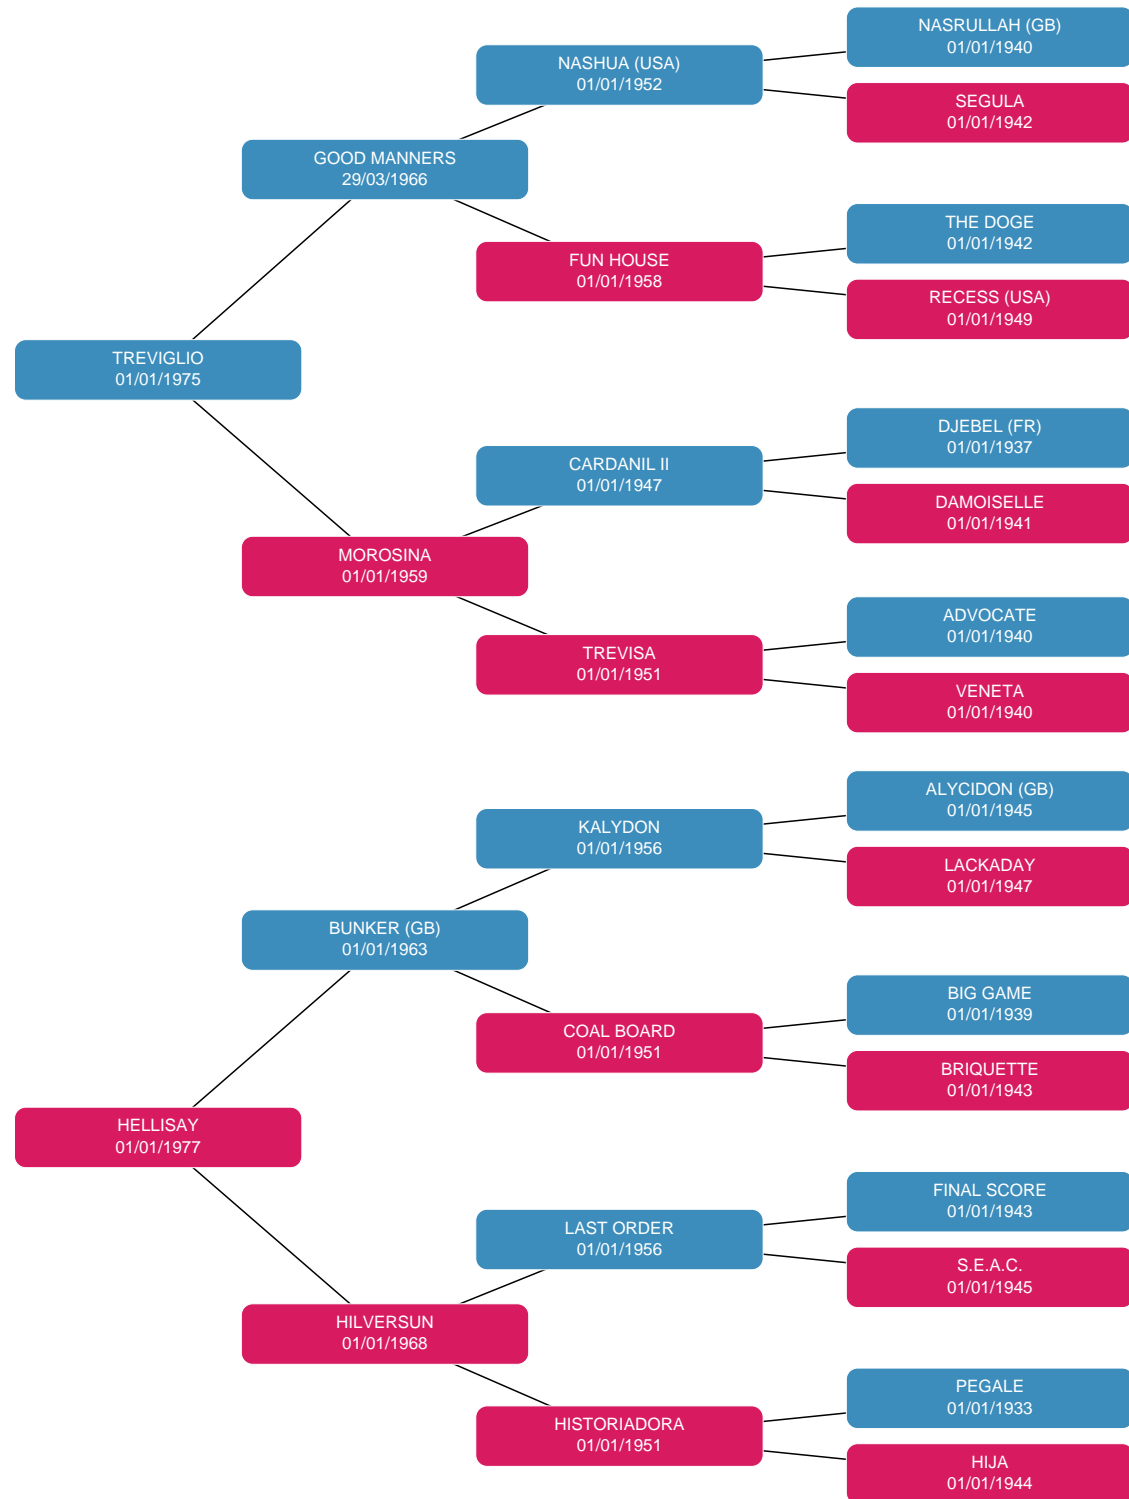 NASRULLAH (GB)
01/01/1940
NASHUA (USA)
01/01/1952
SEGULA
01/01/1942
GOOD MANNERS
29/03/1966
THE DOGE
01/01/1942
FUN HOUSE
01/01/1958
RECESS (USA)
01/01/1949
TREVIGLIO
01/01/1975
DJEBEL (FR)
01/01/1937
CARDANIL II
01/01/1947
DAMOISELLE
01/01/1941
MOROSINA
01/01/1959
ADVOCATE
01/01/1940
TREVISA
01/01/1951
VENETA
01/01/1940
ALYCIDON (GB)
01/01/1945
KALYDON
01/01/1956
LACKADAY
01/01/1947
BUNKER (GB)
01/01/1963
BIG GAME
01/01/1939
COAL BOARD
01/01/1951
BRIQUETTE
01/01/1943
HELLISAY
01/01/1977
FINAL SCORE
01/01/1943
LAST ORDER
01/01/1956
S.E.A.C.
01/01/1945
HILVERSUN
01/01/1968
PEGALE
01/01/1933
HISTORIADORA
01/01/1951
HIJA
01/01/1944